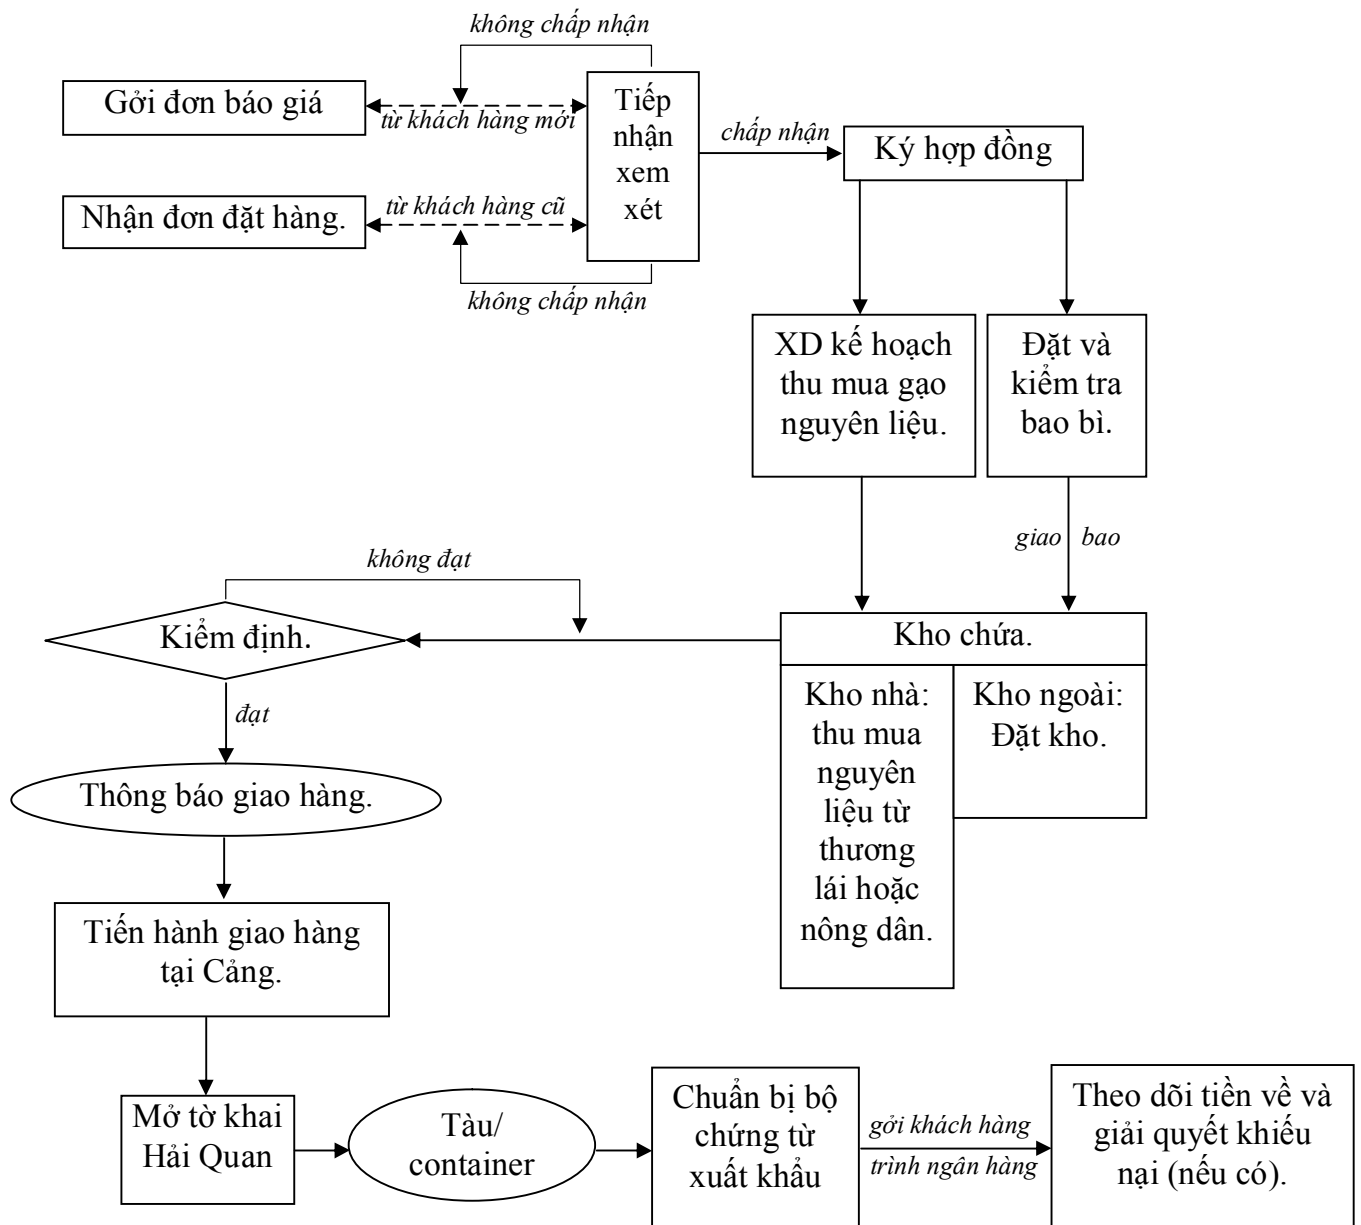 không chấp nhận
Gởi đơn báo giá
từ khách hàng mới
Tiếp
nhận
xem
xét
chấp nhận
Ký hợp đồng
Nhận đơn đặt hàng.
từ khách hàng cũ
không chấp nhận
XD kế hoạch
thu mua gạo
nguyên liệu.
Đặt và
kiểm tra
bao bì.
giao bao
không đạt
Kiểm định.
Kho chứa.
Kho nhà:
thu mua
nguyên
liệu từ
thương
lái hoặc
nông dân.
Kho ngoài:
Đặt kho.
đạt
Thông báo giao hàng.
Tiến hành giao hàng
tại Cảng.
Mở tờ khai
Hải Quan
Tàu/
container
Chuẩn bị bộ
chứng từ
xuất khẩu
gởi khách hàng
trình ngân hàng
Theo dõi tiền về và
giải quyết khiếu
nại (nếu có).